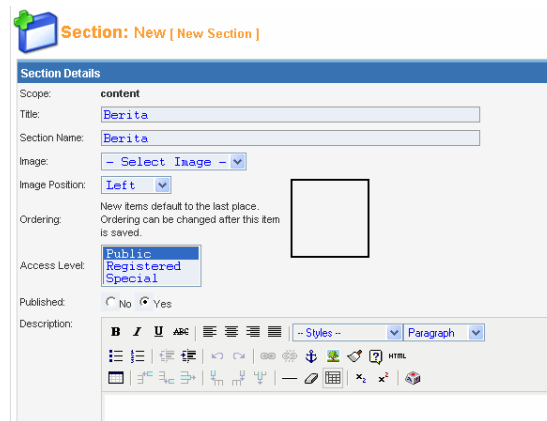 Section: New [ New Section ]
Section Details
Scope: content
Title: Berita
Section Name: Berita
Image: - Select Image -
Image Position: Left
New items default to the last place.
Ordering: Ordering can be changed after this item
is saved.
Public
Access Level: Registered
Special
Published: No Yes
Description:
B I U ABC -- Styles -- Paragraph
HTML
x2 x2